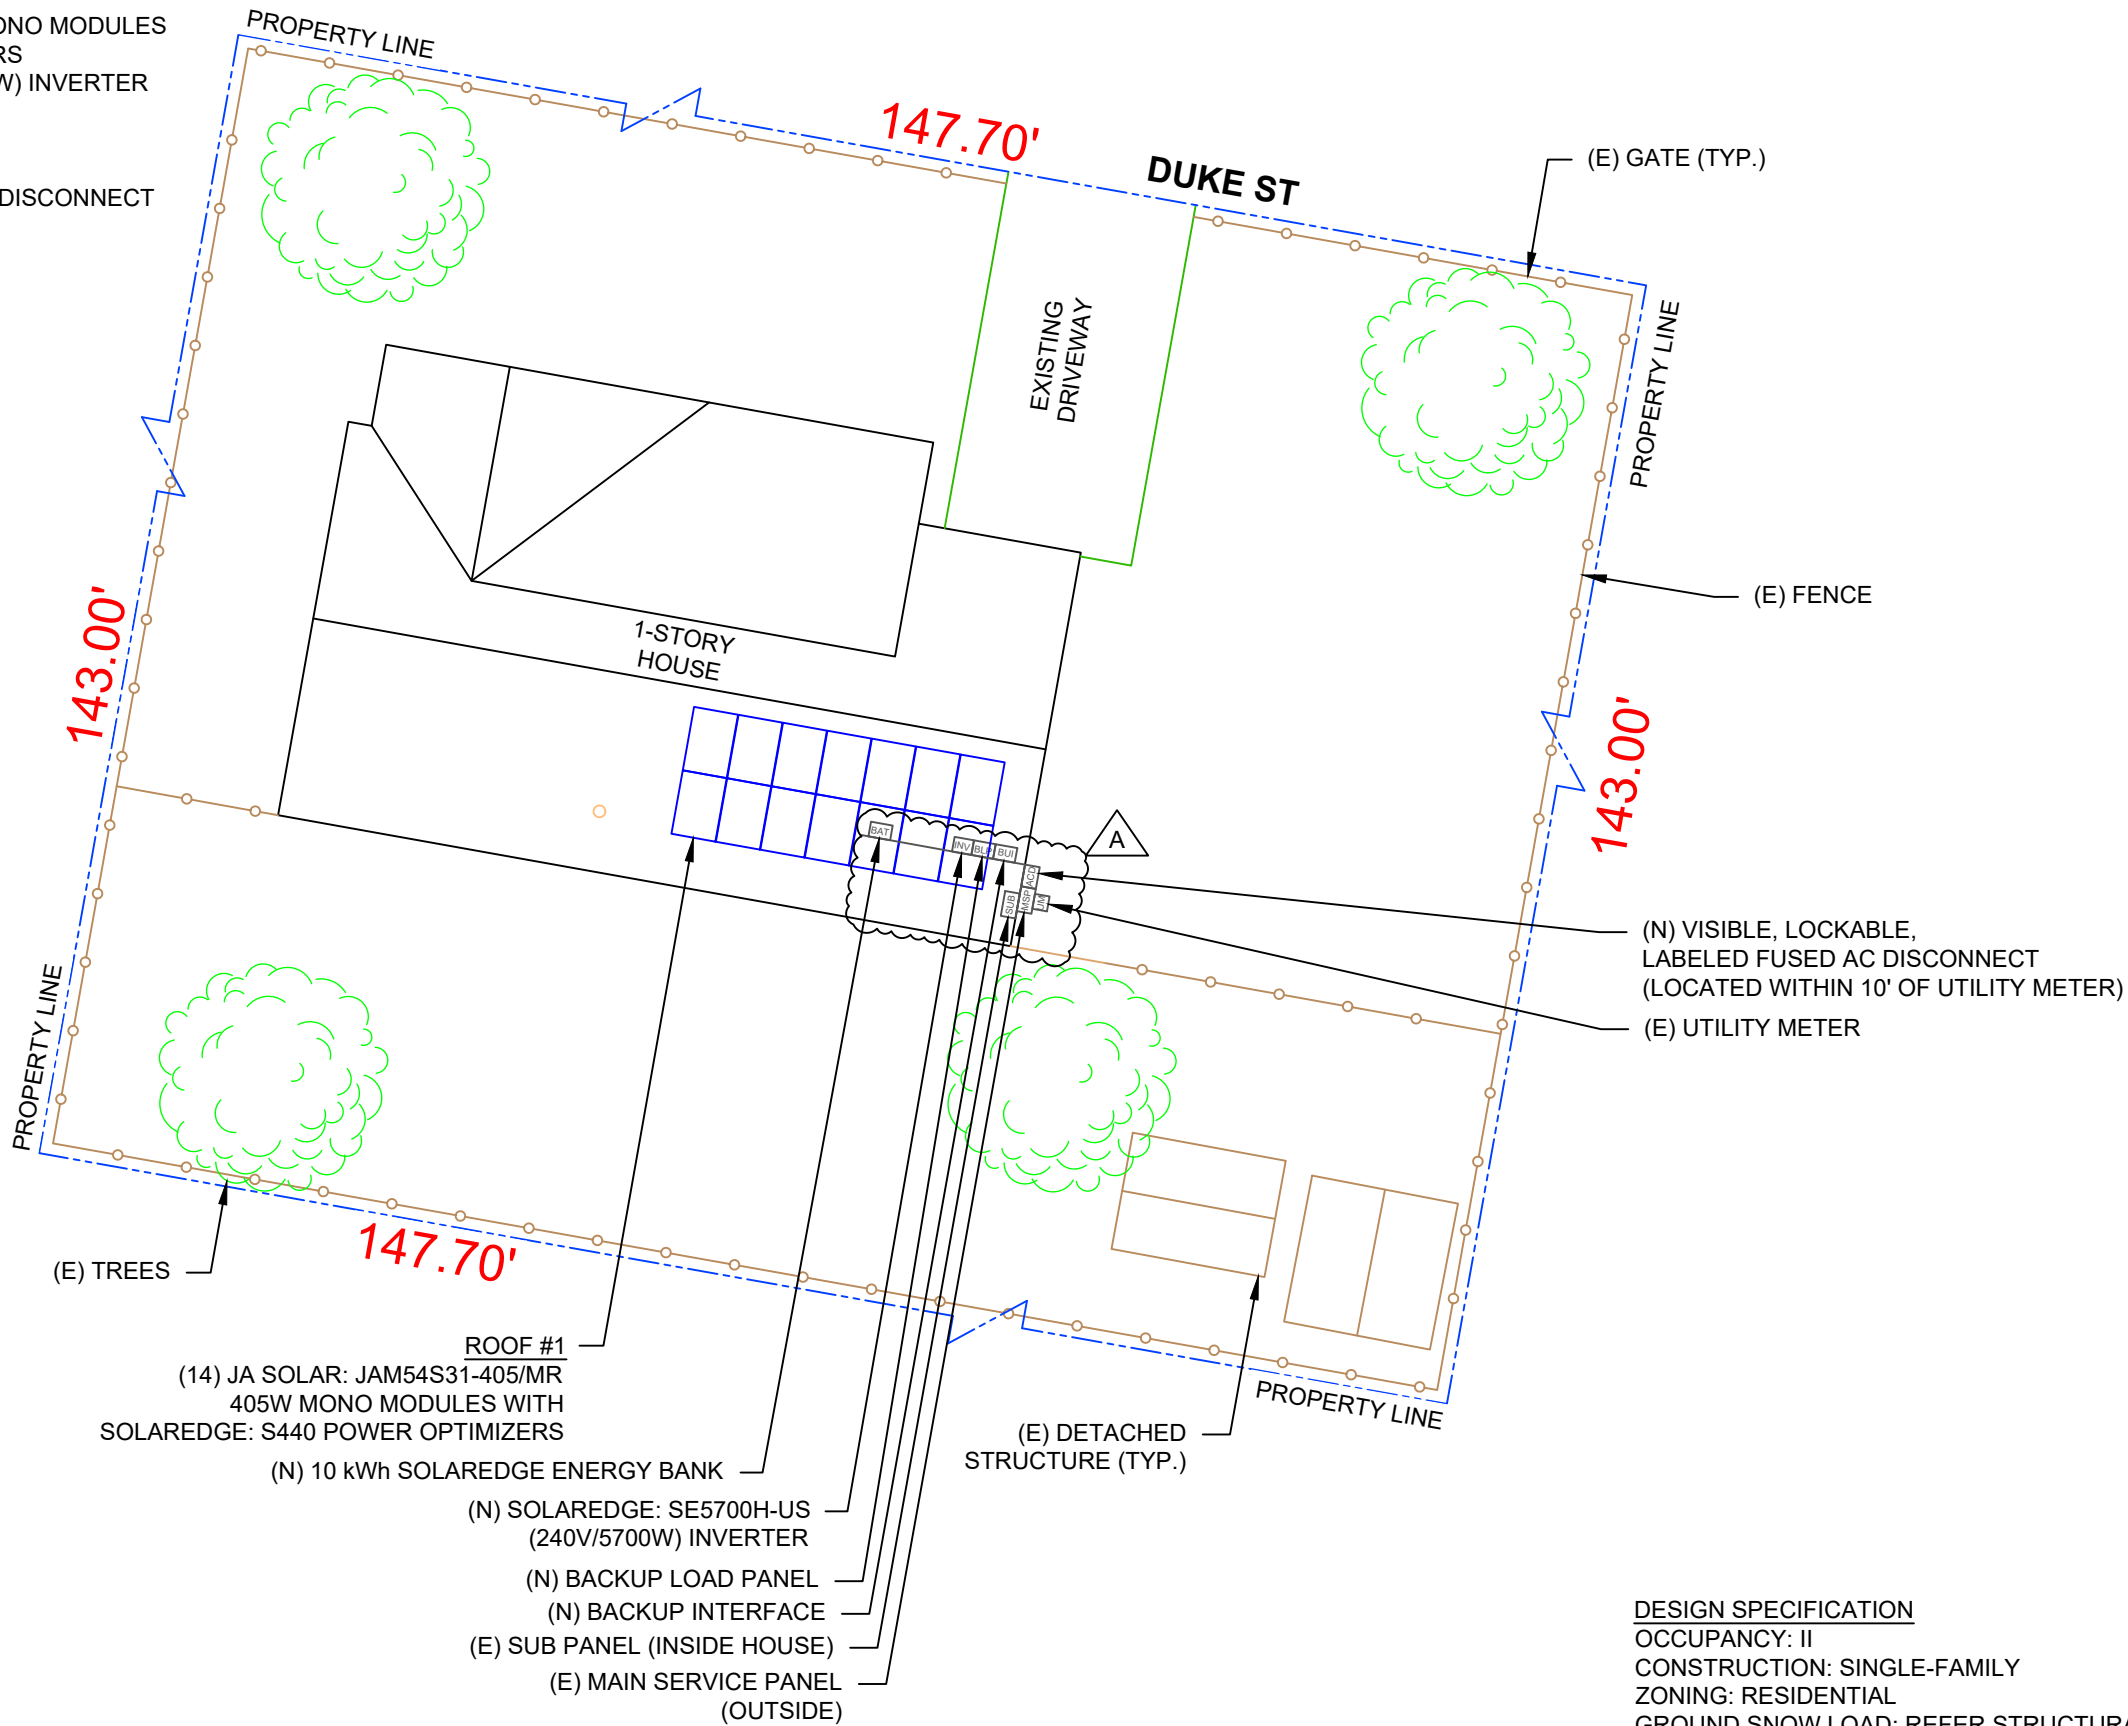 ONO MODULES
RS
W) INVERTER
DISCONNECT
PROPERTY LINE
147.70'
DUKE ST
(E) GATE (TYP.)
EXISTING
DRIVEWAY
PROPERTY LINE
(E) FENCE
1-STORY
HOUSE
143.00'
143.00'
BAT
INV
BLP
BUI
ACD
MSP
SUB
UM
A
(N) VISIBLE, LOCKABLE,
LABELED FUSED AC DISCONNECT
(LOCATED WITHIN 10' OF UTILITY METER)
(E) UTILITY METER
PROPERTY LINE
(E) TREES
147.70'
ROOF #1
(14) JA SOLAR: JAM54S31-405/MR
405W MONO MODULES WITH
SOLAREDGE: S440 POWER OPTIMIZERS
(N) 10 kWh SOLAREDGE ENERGY BANK
(N) SOLAREDGE: SE5700H-US
(240V/5700W) INVERTER
(N) BACKUP LOAD PANEL
(N) BACKUP INTERFACE
(E) SUB PANEL (INSIDE HOUSE)
(E) MAIN SERVICE PANEL
(OUTSIDE)
(E) DETACHED
STRUCTURE (TYP.)
PROPERTY LINE
DESIGN SPECIFICATION
OCCUPANCY: II
CONSTRUCTION: SINGLE-FAMILY
ZONING: RESIDENTIAL
GROUND SNOW LOAD: REFER STRUCTURA